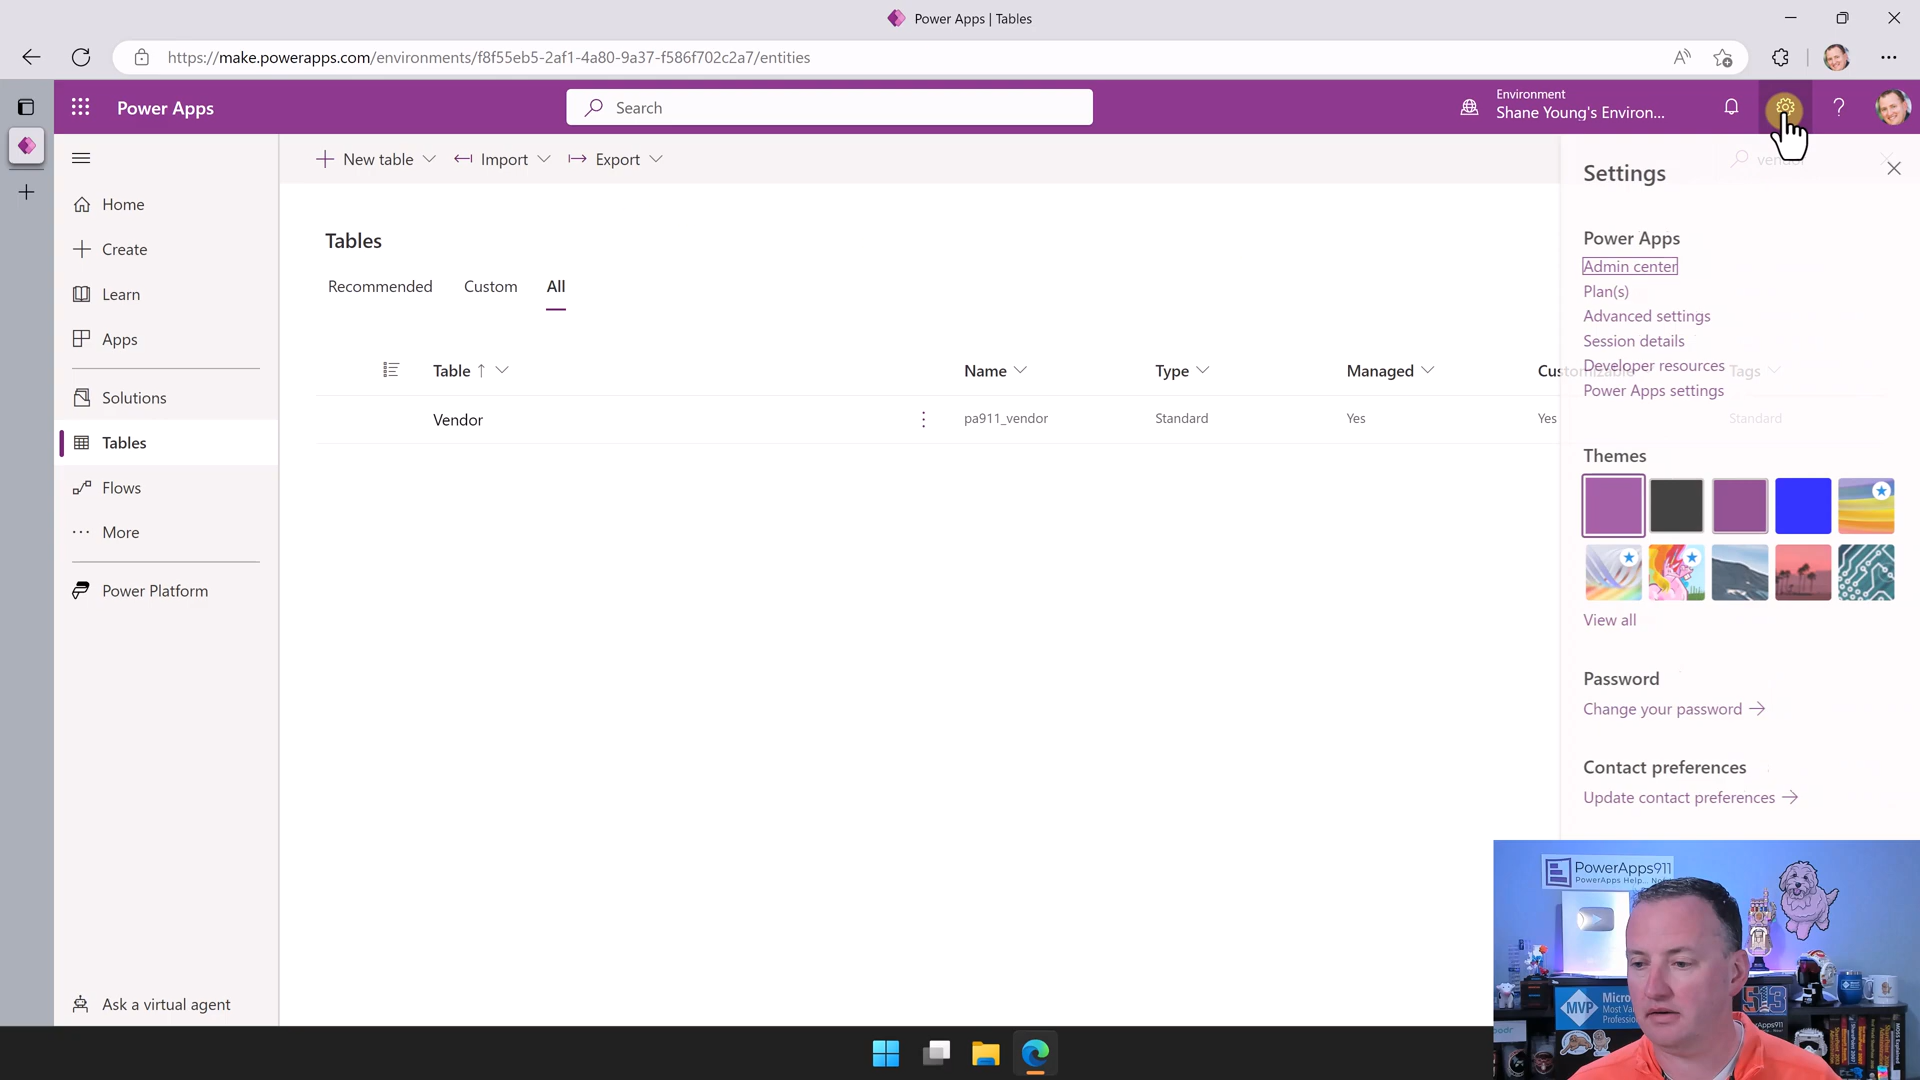 Power Apps | Tables
https://make.powerapps.com/environments/f8f55eb5-2af1-4a80-9a37-f586f702c2a7/entities
Power Apps
Search
Environment
Shane Young's Environ...
New table
Import
Export
Home
Create
Learn
Apps
Solutions
Tables
Flows
More
Power Platform
Ask a virtual agent
Tables
Recommended Custom All
Table Name Type Managed Customizable Tags
Vendor pa911_vendor Standard Yes Yes Standard
Settings
Power Apps
Admin center
Plan(s)
Advanced settings
Session details
Developer resources
Power Apps settings
Themes
View all
Password
Change your password
Contact preferences
Update contact preferences
PowerApps911
MVP